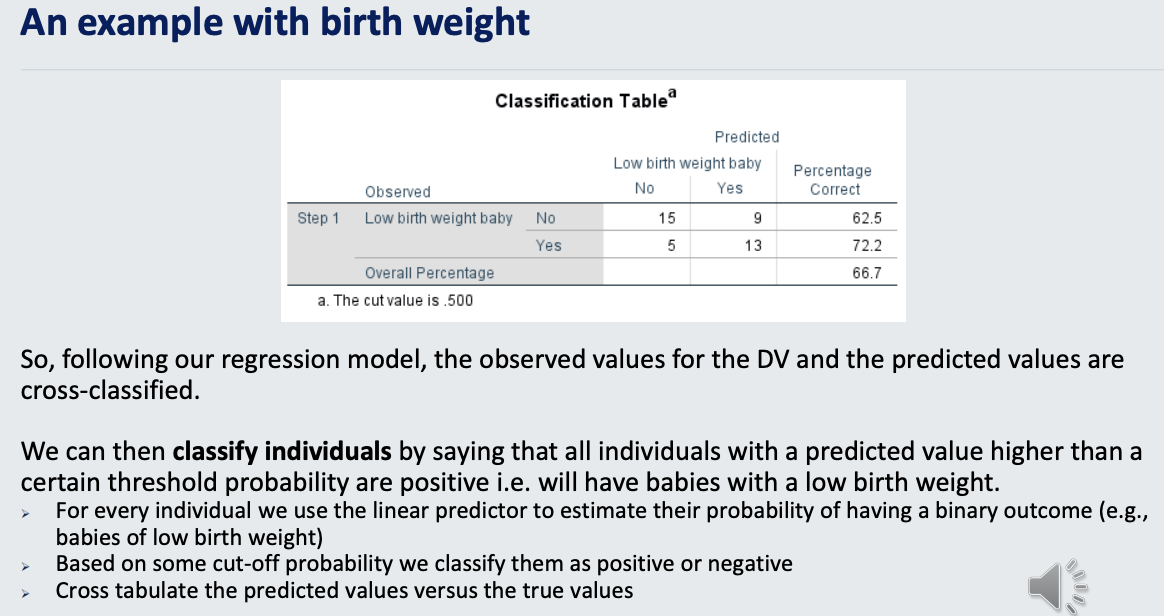 An example with birth weight
Classification Tableᵃ
Predicted
Low birth weight baby
Percentage Correct
Observed
No
Yes
Step 1 Low birth weight baby No 15 9 62.5
Yes 5 13 72.2
Overall Percentage 66.7
a. The cut value is .500
So, following our regression model, the observed values for the DV and the predicted values are
cross-classified.
We can then classify individuals by saying that all individuals with a predicted value higher than a
certain threshold probability are positive i.e. will have babies with a low birth weight.
➢ For every individual we use the linear predictor to estimate their probability of having a binary outcome (e.g.,
babies of low birth weight)
➢ Based on some cut-off probability we classify them as positive or negative
➢ Cross tabulate the predicted values versus the true values